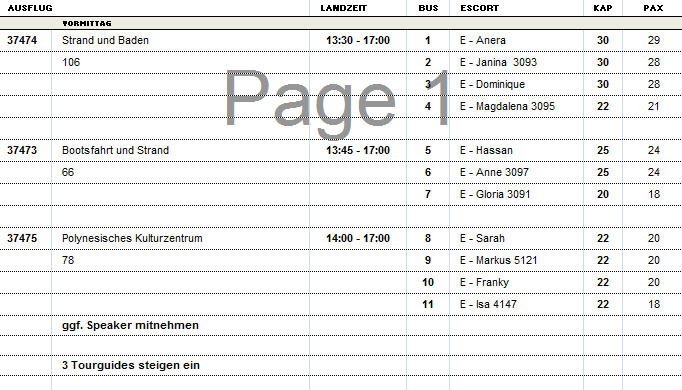 AUSFLUG LANDZEIT BUS ESCORT KAP PAX
VORMITTAG
37474 Strand und Baden 13:30 - 17:00 1 E - Anera 30 29
106 2 E - Janina 3093 30 28
3 E - Dominique 30 28
Page 1
4 E - Magdalena 3095 22 21
37473 Bootsfahrt und Strand 13:45 - 17:00 5 E - Hassan 25 24
66 6 E - Anne 3097 25 24
7 E - Gloria 3091 20 18
37475 Polynesisches Kulturzentrum 14:00 - 17:00 8 E - Sarah 22 20
78 9 E - Markus 5121 22 20
10 E - Franky 22 20
11 E - Isa 4147 22 18
ggf. Speaker mitnehmen
3 Tourguides steigen ein